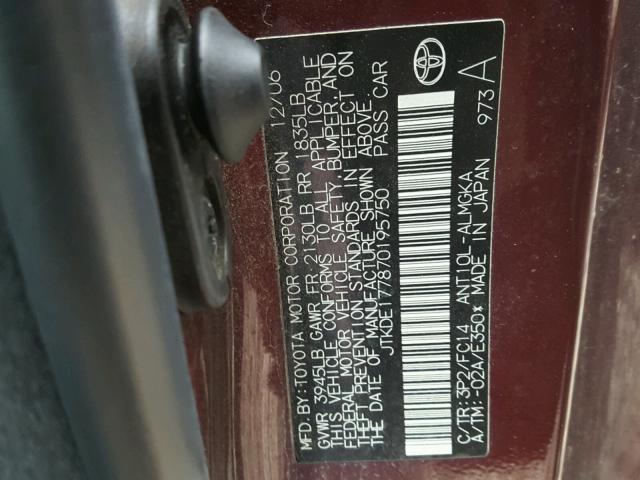 MFD.BY:TOYOTA MOTOR CORPORATION 12/06
GVWR 3945LB GAWR FR 2130LB RR 1835LB
THIS VEHICLE CONFORMS TO ALL APPLICABLE
FEDERAL MOTOR VEHICLE SAFETY BUMPER, AND
THEFT PREVENTION STANDARDS IN EFFECT ON
THE DATE OF MANUFACTURE SHOWN ABOVE.
JTKDE177870195750 PASS CAR
C/TR:3P2/FC14 ANT10L-ALMGKA
A/TM:-02A/E350* MADE IN JAPAN
973 A